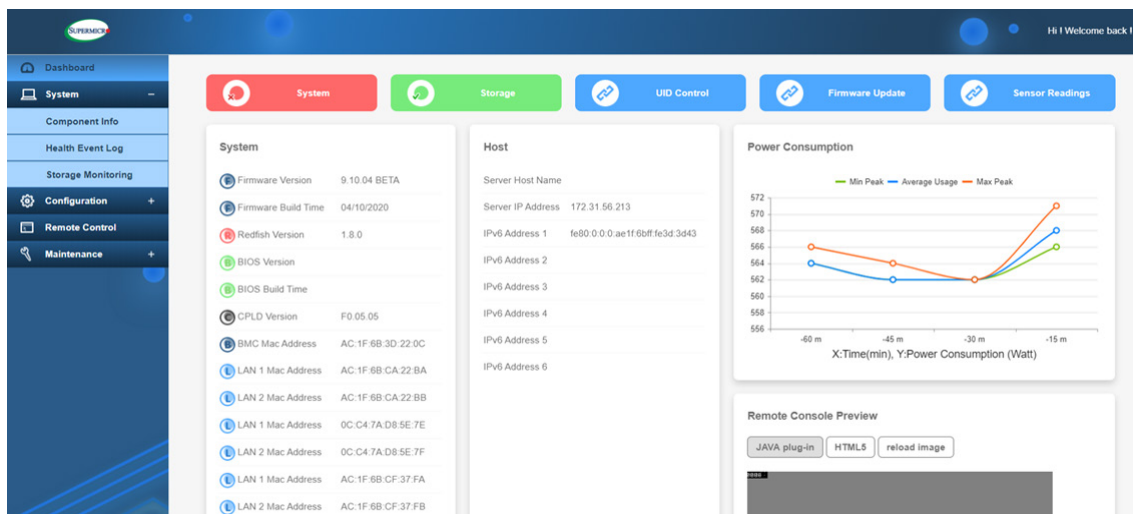 SUPERMICR
Hi ! Welcome back !
Dashboard
System −
Component Info
Health Event Log
Storage Monitoring
Configuration +
Remote Control
Maintenance +
System
Storage
UID Control
Firmware Update
Sensor Readings
System
Firmware Version 9.10.04 BETA
Firmware Build Time 04/10/2020
Redfish Version 1.8.0
BIOS Version
BIOS Build Time
CPLD Version F0.05.05
BMC Mac Address AC:1F:6B:3D:22:0C
LAN 1 Mac Address AC:1F:6B:CA:22:BA
LAN 2 Mac Address AC:1F:6B:CA:22:BB
LAN 1 Mac Address 0C:C4:7A:D8:5E:7E
LAN 2 Mac Address 0C:C4:7A:D8:5E:7F
LAN 1 Mac Address AC:1F:6B:CF:37:FA
LAN 2 Mac Address AC:1F:6B:CF:37:FB
Host
Server Host Name
Server IP Address 172.31.56.213
IPv6 Address 1 fe80:0:0:0:ae1f:6bff:fe3d:3d43
IPv6 Address 2
IPv6 Address 3
IPv6 Address 4
IPv6 Address 5
IPv6 Address 6
Power Consumption
Min Peak Average Usage Max Peak
572
570
568
566
564
562
560
558
556
-60 m -45 m -30 m -15 m
X:Time(min), Y:Power Consumption (Watt)
Remote Console Preview
JAVA plug-in HTML5 reload image